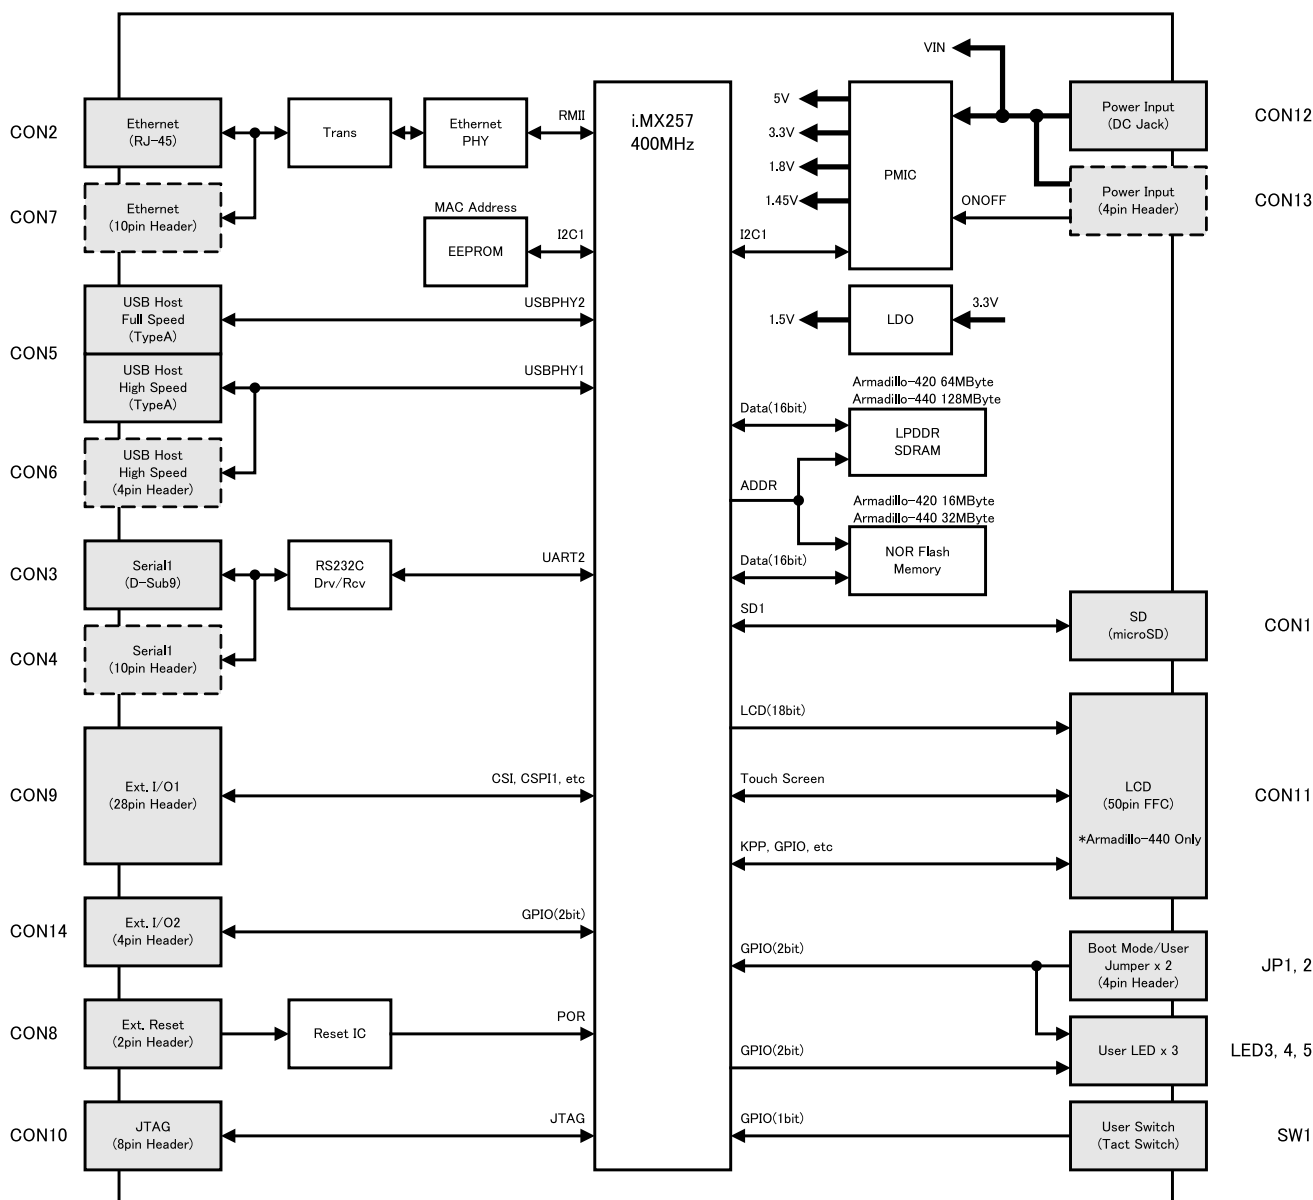 VIN
CON2
Ethernet
(RJ-45)
Trans
Ethernet
PHY
RMII
i.MX257
400MHz
5V
3.3V
1.8V
1.45V
PMIC
Power Input
(DC Jack)
CON12
CON7
Ethernet
(10pin Header)
MAC Address
EEPROM
I2C1
I2C1
ONOFF
Power Input
(4pin Header)
CON13
CON5
USB Host
Full Speed
(TypeA)
USBPHY2
1.5V
LDO
3.3V
USB Host
High Speed
(TypeA)
USBPHY1
Armadillo-420 64MByte
Armadillo-440 128MByte
Data(16bit)
LPDDR
SDRAM
CON6
USB Host
High Speed
(4pin Header)
ADDR
Armadillo-420 16MByte
Armadillo-440 32MByte
NOR Flash
Memory
Data(16bit)
CON3
Serial1
(D-Sub9)
RS232C
Drv/Rcv
UART2
SD1
SD
(microSD)
CON1
CON4
Serial1
(10pin Header)
LCD(18bit)
CON9
Ext. I/O1
(28pin Header)
CSI, CSPI1, etc
Touch Screen
LCD
(50pin FFC)
*Armadillo-440 Only
CON11
KPP, GPIO, etc
CON14
Ext. I/O2
(4pin Header)
GPIO(2bit)
GPIO(2bit)
Boot Mode/User
Jumper x 2
(4pin Header)
JP1, 2
CON8
Ext. Reset
(2pin Header)
Reset IC
POR
GPIO(2bit)
User LED x 3
LED3, 4, 5
CON10
JTAG
(8pin Header)
JTAG
GPIO(1bit)
User Switch
(Tact Switch)
SW1